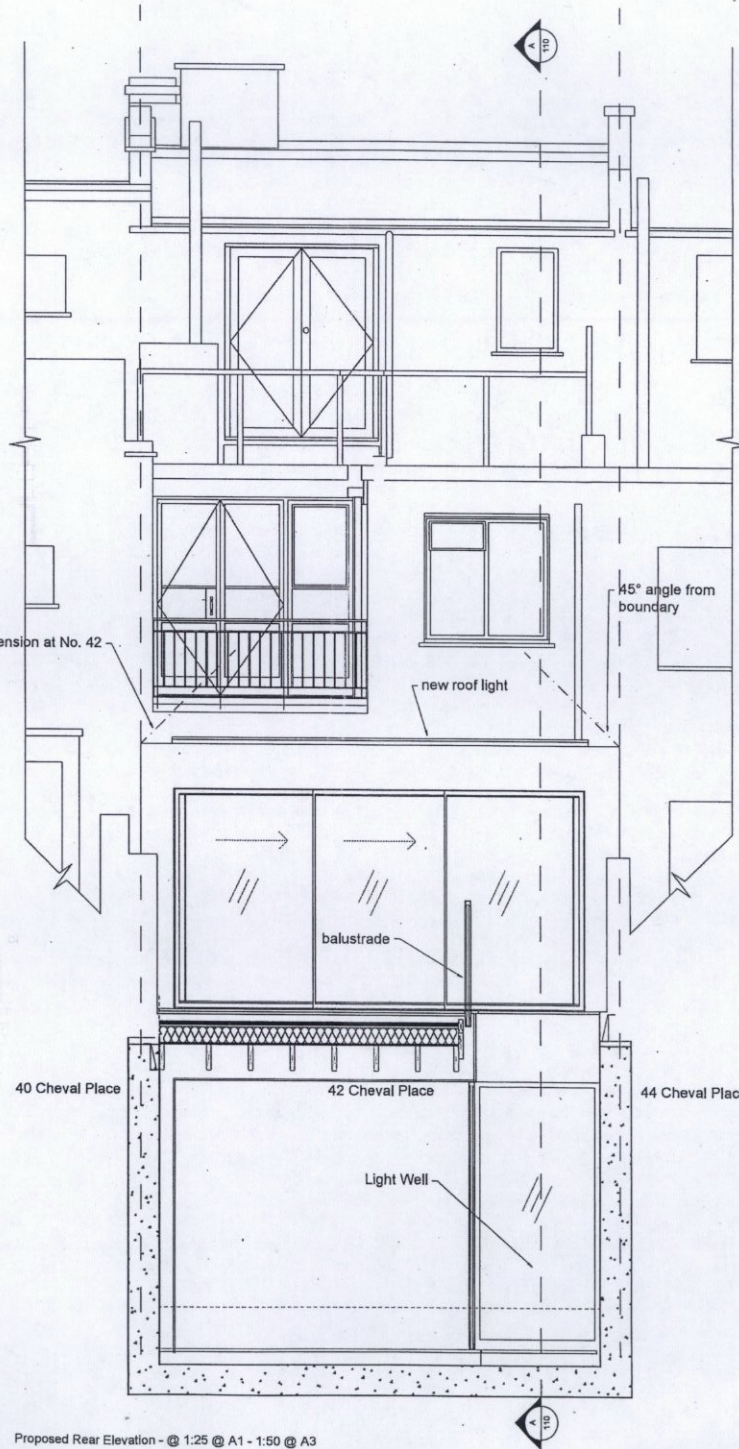 A
110
45° angle from
boundary
ension at No. 42
new roof light
balustrade
40 Cheval Place
42 Cheval Place
44 Cheval Plac
Light Well
A
110
Proposed Rear Elevation - @ 1:25 @ A1 - 1:50 @ A3